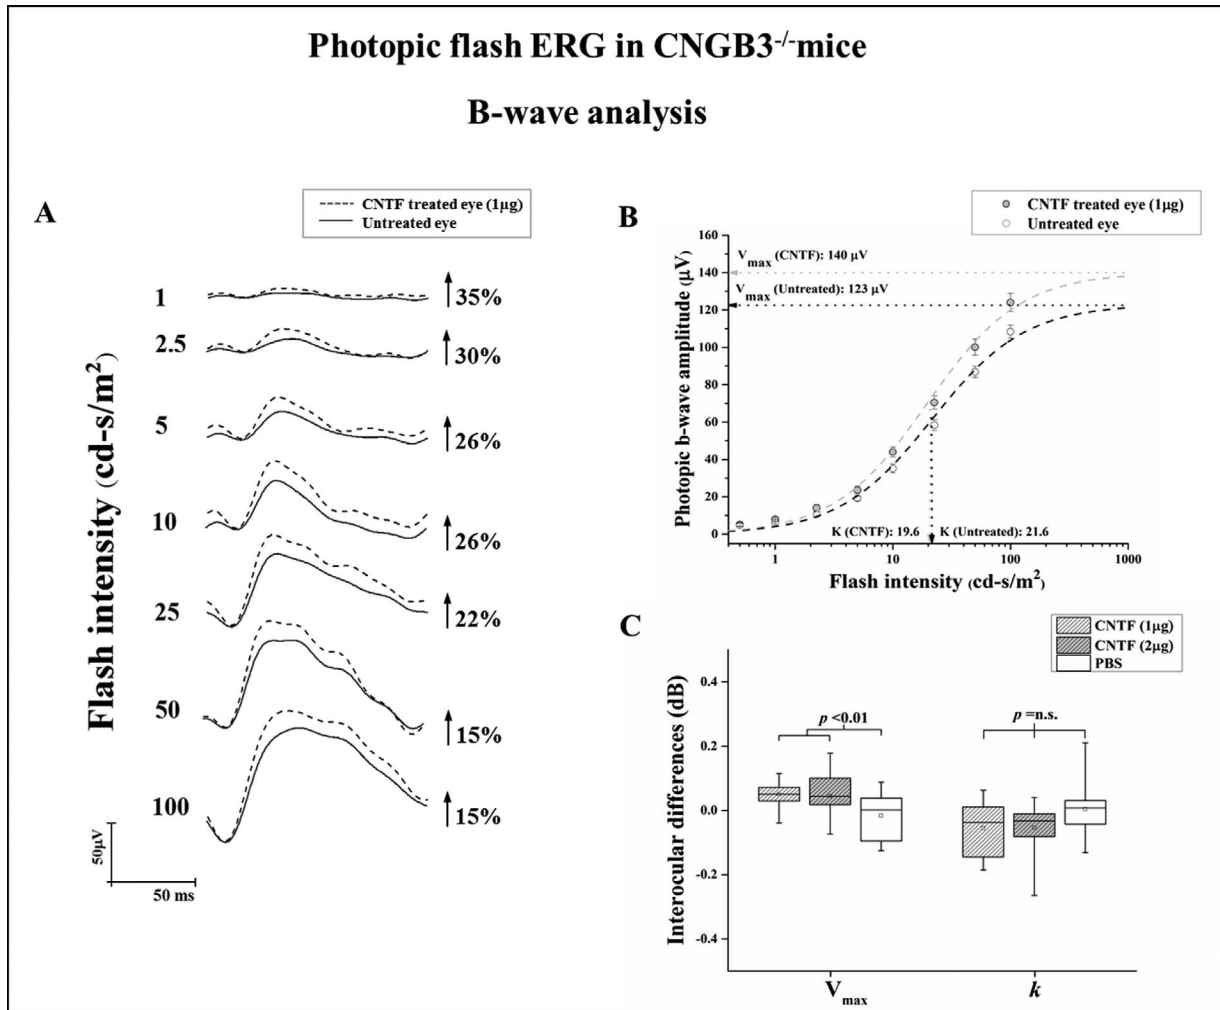 Photopic flash ERG in CNGB3-/-mice
B-wave analysis
A
CNTF treated eye (1μg)
Untreated eye
Flash intensity (cd-s/m2)
1
35%
2.5
30%
5
26%
10
26%
25
22%
50
15%
100
15%
50μV
50 ms
B
CNTF treated eye (1μg)
Untreated eye
Photopic b-wave amplitude (μV)
160
140
120
100
80
60
40
20
0
Vmax (CNTF): 140 μV
Vmax (Untreated): 123 μV
K (CNTF): 19.6
K (Untreated): 21.6
1
10
100
1000
Flash intensity (cd-s/m2)
C
CNTF (1μg)
CNTF (2μg)
PBS
Interocular differences (dB)
0.4
0.2
0.0
-0.2
-0.4
p <0.01
p =n.s.
Vmax
k